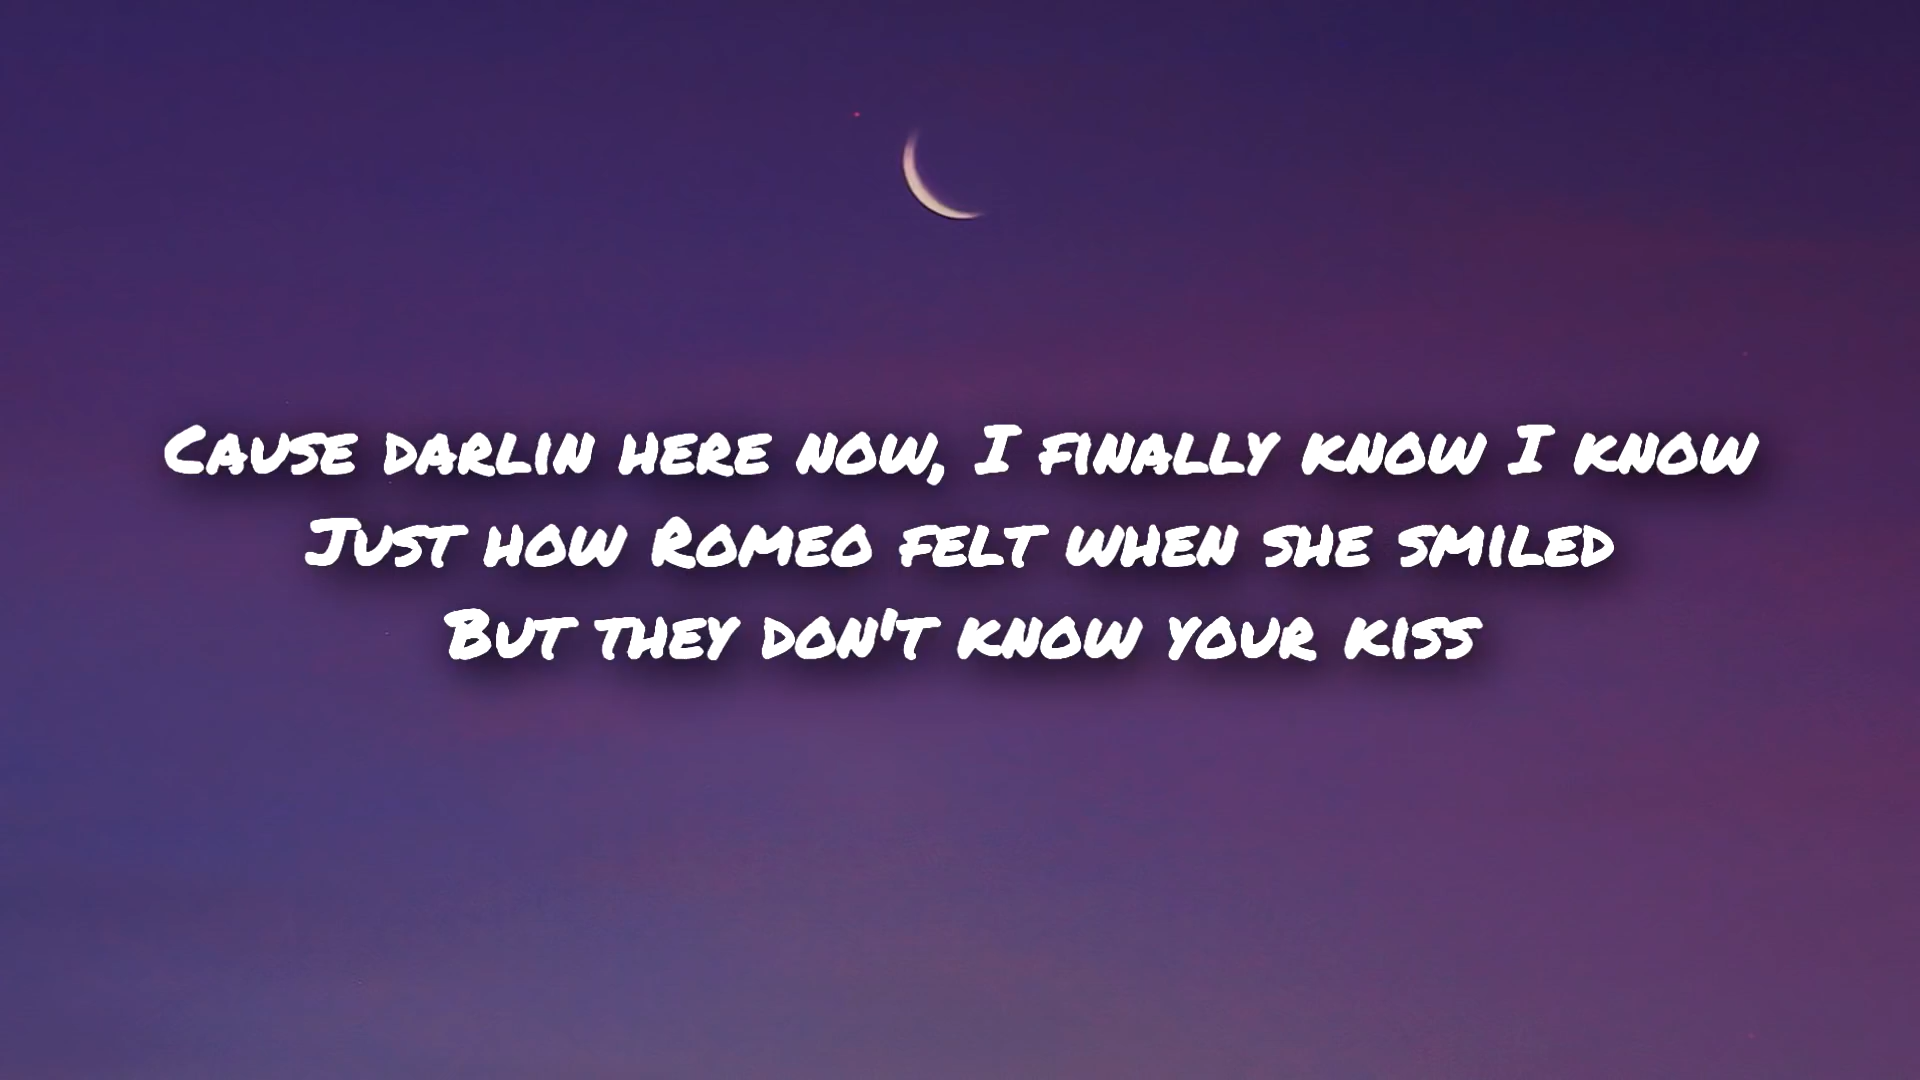 Cause darlin here now, I finally know I know
Just how Romeo felt when she smiled
But they don't know your kiss